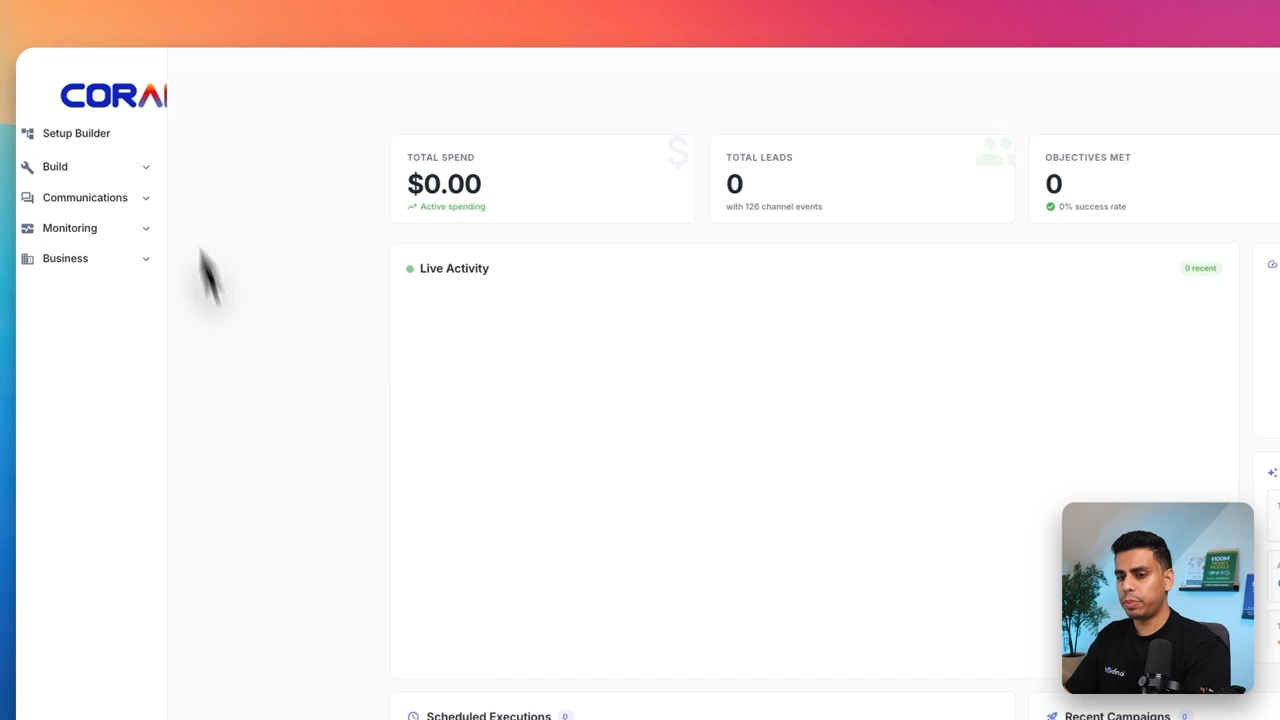 Setup Builder
Build
Communications
Monitoring
Business
TOTAL SPEND
$0.00
Active spending
TOTAL LEADS
0
with 126 channel events
OBJECTIVES MET
0
0% success rate
Live Activity
0 recent
Scheduled Executions 0
Recent Campaigns 0
$100M